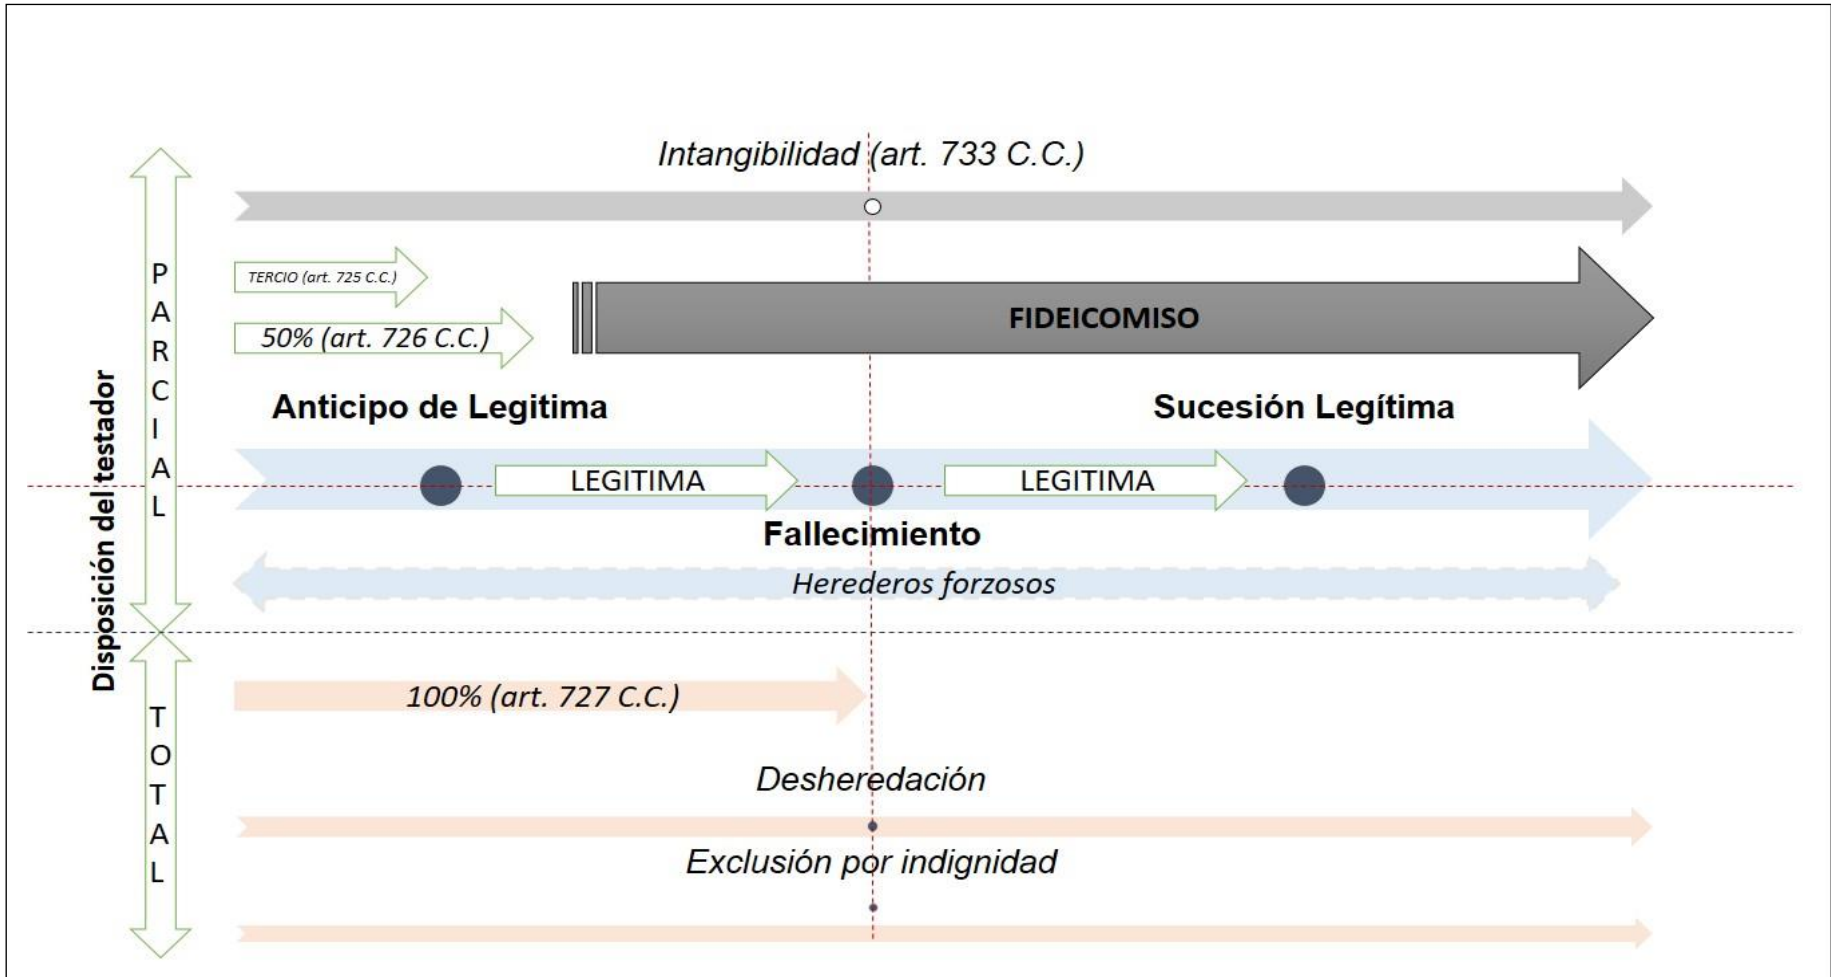 Intangibilidad (art. 733 C.C.)
TERCIO (art. 725 C.C.)
50% (art. 726 C.C.)
FIDEICOMISO
Disposición del testador
PARCIAL
Anticipo de Legitima
Sucesión Legítima
LEGITIMA
LEGITIMA
Fallecimiento
Herederos forzosos
TOTAL
100% (art. 727 C.C.)
Desheredación
Exclusión por indignidad